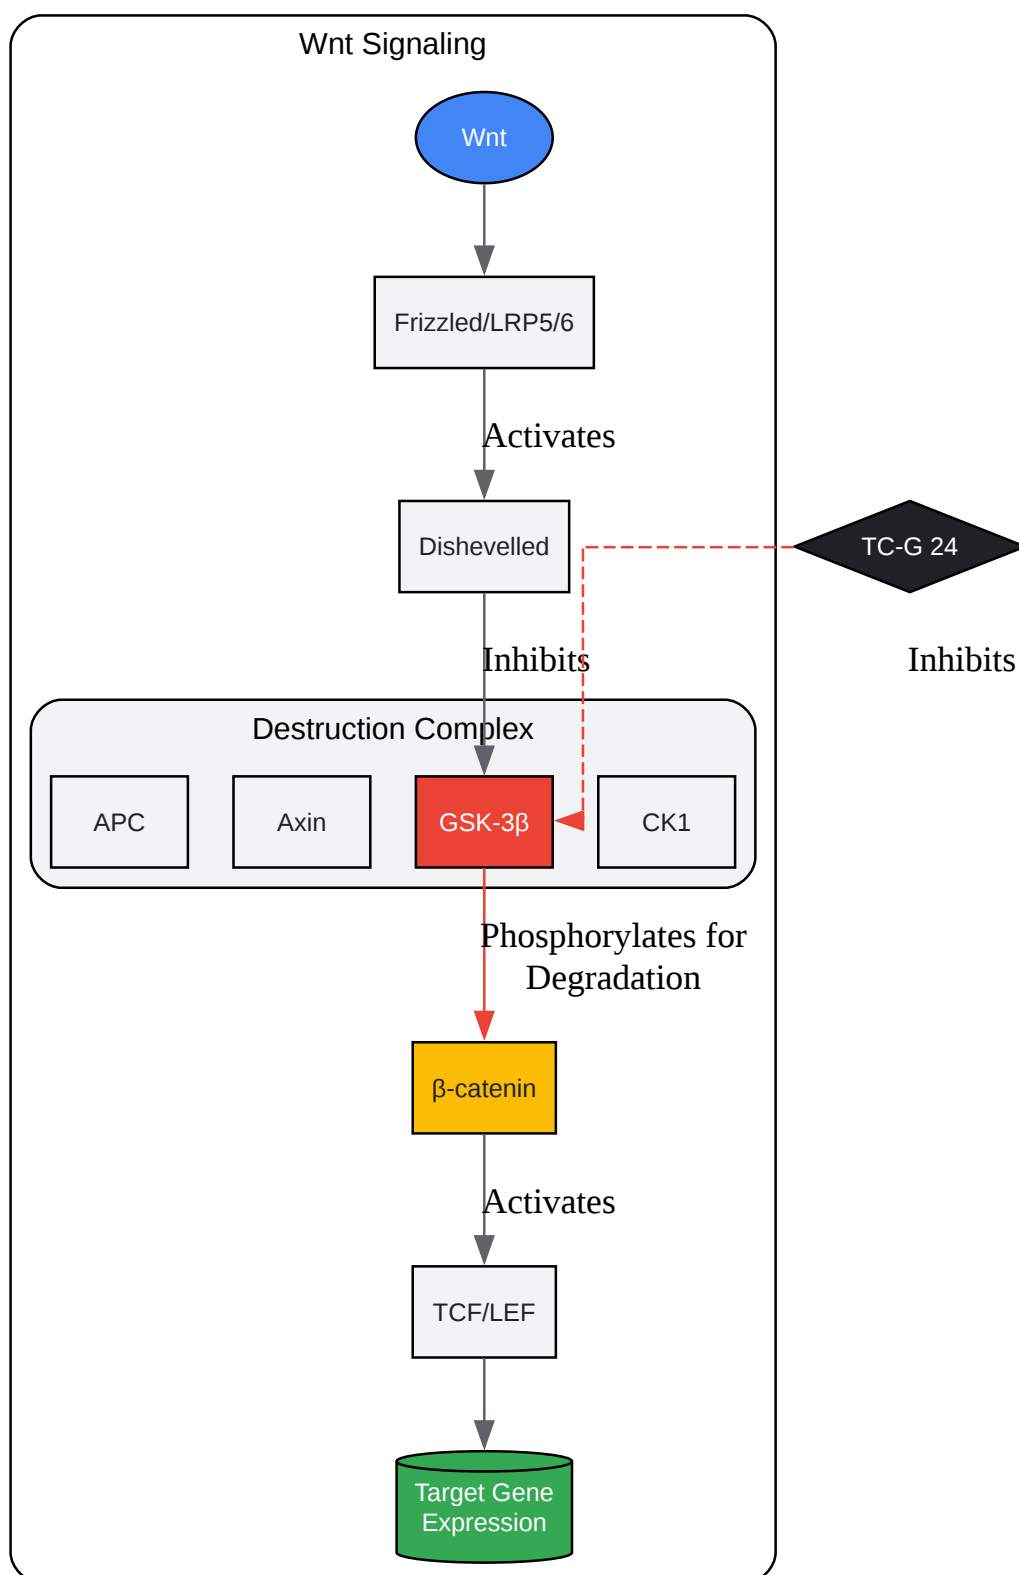 Wnt Signaling
Wnt
Frizzled/LRP5/6
Activates
Dishevelled
TC-G 24
Inhibits
Inhibits
Destruction Complex
APC
Axin
GSK-3β
CK1
Phosphorylates for
Degradation
β-catenin
Activates
TCF/LEF
Target Gene
Expression